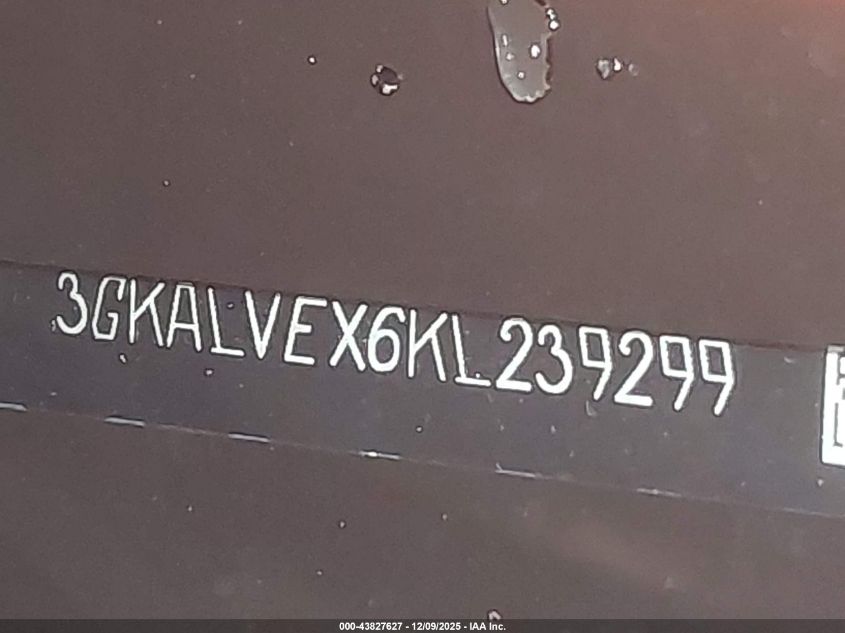 3GKALVEX6KL239299
000-43827627 - 12/09/2025 - IAA Inc.